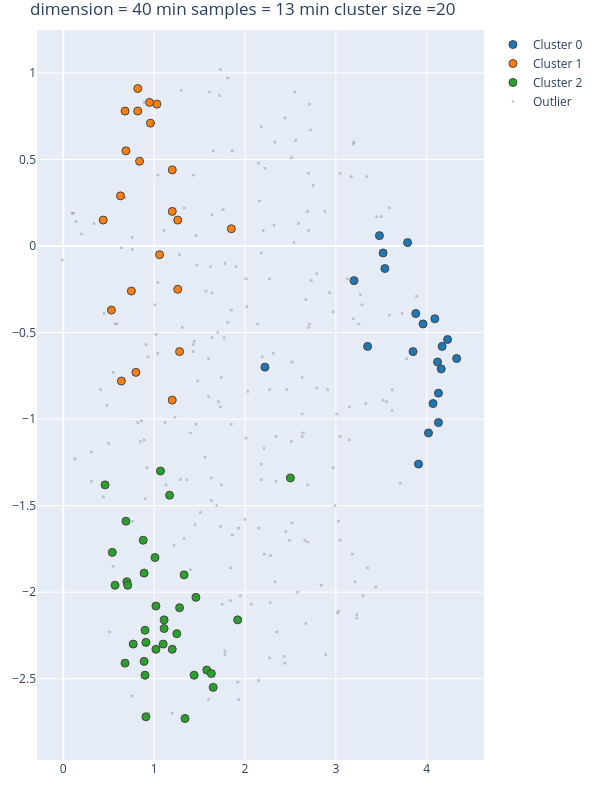 dimension = 40 min samples = 13 min cluster size =20
Cluster 0
Cluster 1
Cluster 2
Outlier
1
0.5
0
−0.5
−1
−1.5
−2
−2.5
0 1 2 3 4